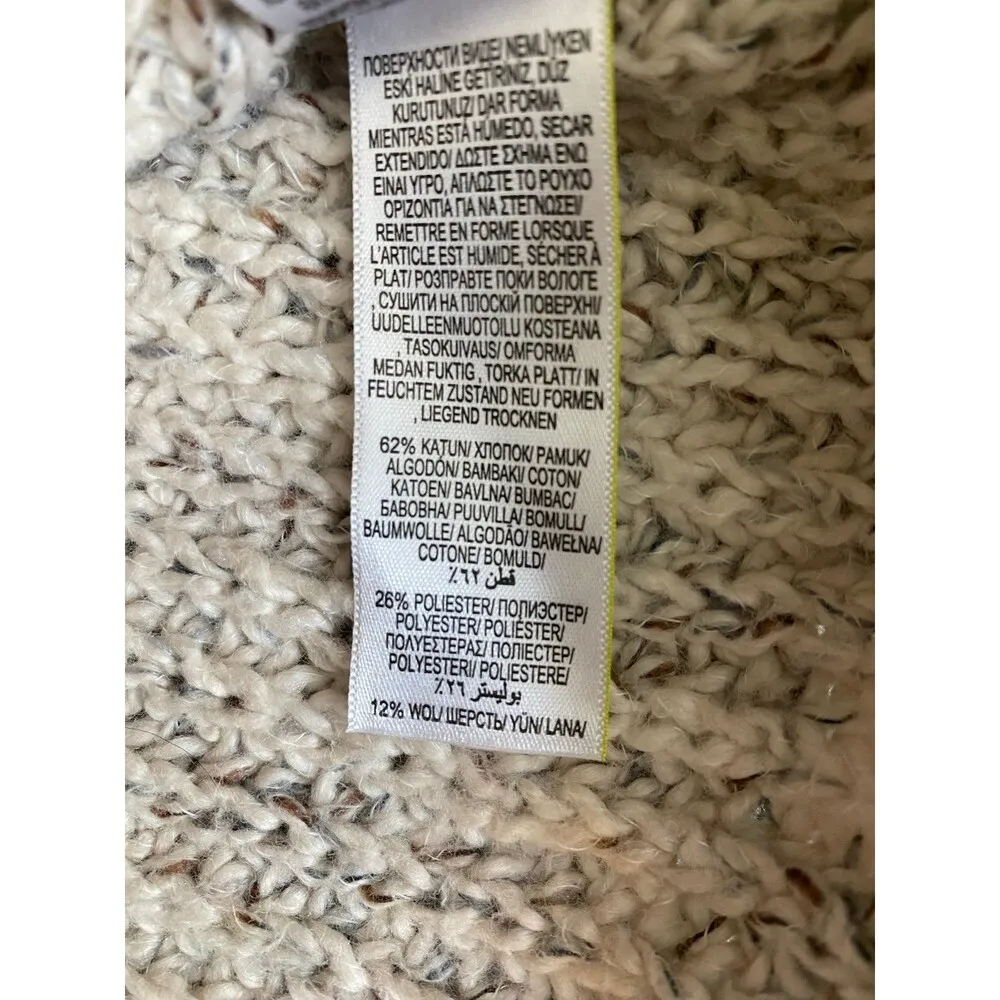 ПОВЕРХНОСТИ ВИДЕ/ NEMLİYKEN
ESKİ HALİNE GETİRİNİZ, DÜZ
KURUTUNUZ/ DAR FORMA
MIENTRAS ESTÁ HÚMEDO, SECAR
EXTENDIDO/ ΔΩΣΤΕ ΣΧΗΜΑ ΕΝΩ
ΕΙΝΑΙ ΥΓΡΟ, ΑΠΛΩΣΤΕ ΤΟ ΡΟΥΧΟ
ΟΡΙΖΟΝΤΙΑ ΓΙΑ ΝΑ ΣΤΕΓΝΩΣΕΙ/
REMETTRE EN FORME LORSQUE
L'ARTICLE EST HUMIDE, SÉCHER À
PLAT/ РОЗПРАВТЕ ПОКИ ВОЛОГЕ
, СУШИТИ НА ПЛОСКІЙ ПОВЕРХНІ/
UUDELLEENMUOTOILU KOSTEANA
, TASOKUIVAUS/ OMFORMA
MEDAN FUKTIG , TORKA PLATT/ IN
FEUCHTEM ZUSTAND NEU FORMEN
, LIEGEND TROCKNEN
62% KATUN/ ХЛОПОК/ PAMUK/
ALGODÓN/ ΒΑΜΒΑΚΙ/ COTON/
KATOEN/ BAVLNA/ BUMBAC/
БАВОВНА/ PUUVILLA/ BOMULL/
BAUMWOLLE/ ALGODÃO/ BAWEŁNA/
COTONE/ BOMULD/
قطن ٦٢٪
26% POLIESTER/ ПОЛИЭСТЕР/
POLYESTER/ POLIÉSTER/
ΠΟΛΥΕΣΤΕΡΑΣ/ ПОЛІЕСТЕР/
POLYESTERI/ POLIESTERE/
بوليستر ٢٦٪
12% WOL/ ШЕРСТЬ/ YÜN/ LANA/